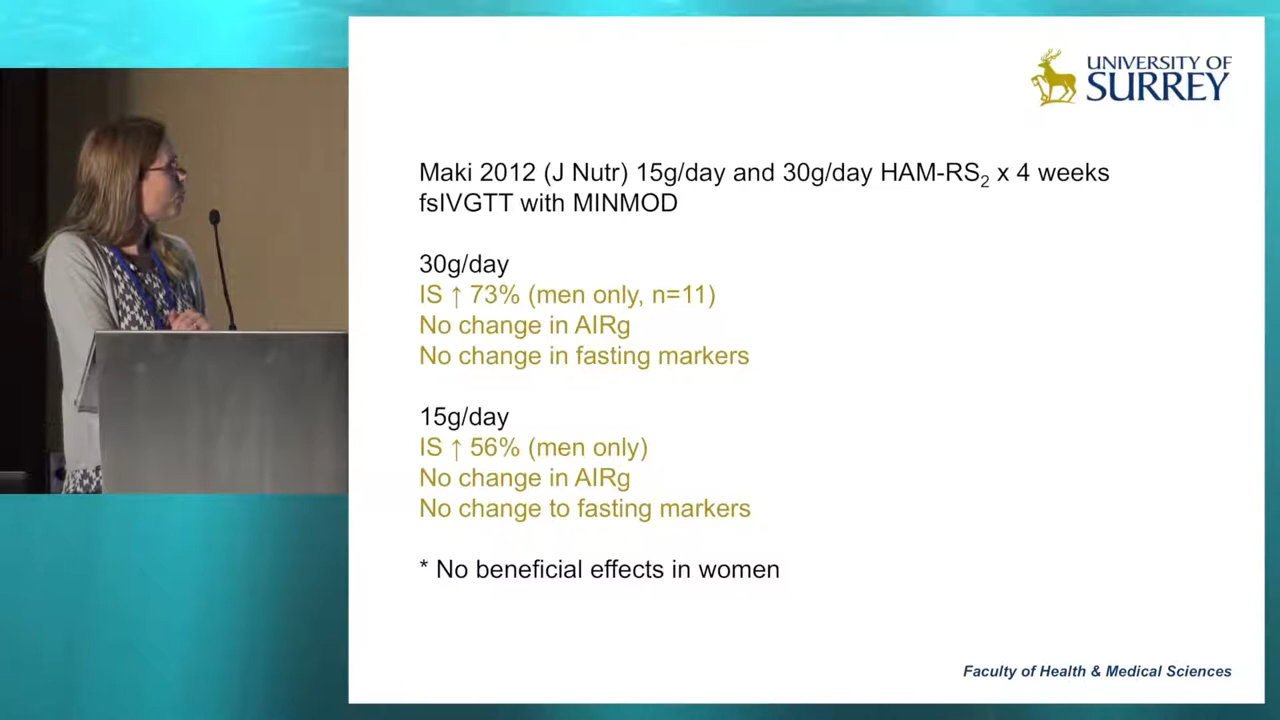 UNIVERSITY OF
SURREY
Maki 2012 (J Nutr) 15g/day and 30g/day HAM-RS₂ x 4 weeks
fsIVGTT with MINMOD
30g/day
IS ↑ 73% (men only, n=11)
No change in AIRg
No change in fasting markers
15g/day
IS ↑ 56% (men only)
No change in AIRg
No change to fasting markers
* No beneficial effects in women
Faculty of Health & Medical Sciences